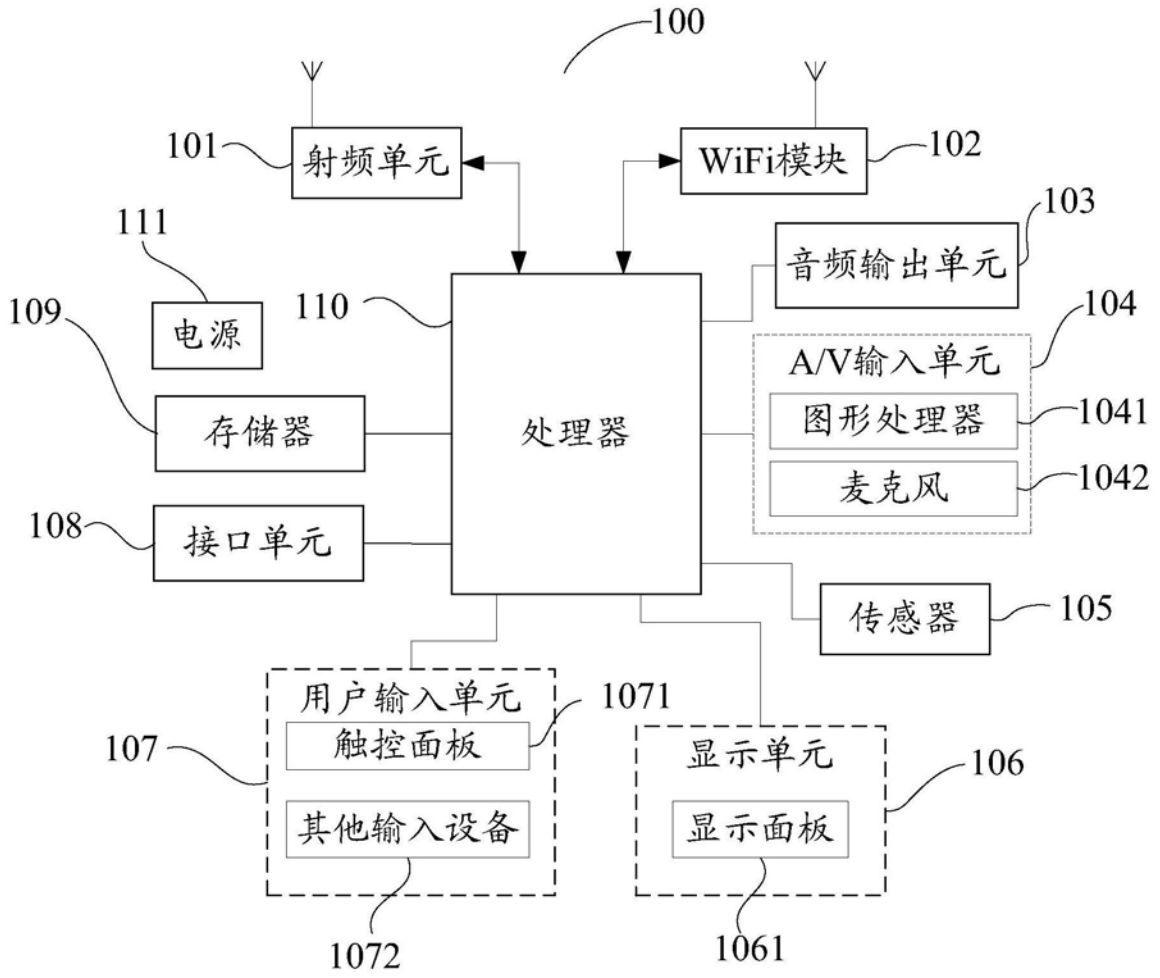 100
101
射频单元
WiFi模块
102
111
103
音频输出单元
109
电源
110
104
A/V输入单元
存储器
处理器
图形处理器
1041
麦克风
1042
108
接口单元
传感器
105
用户输入单元
1071
107
触控面板
显示单元
106
其他输入设备
显示面板
1072
1061